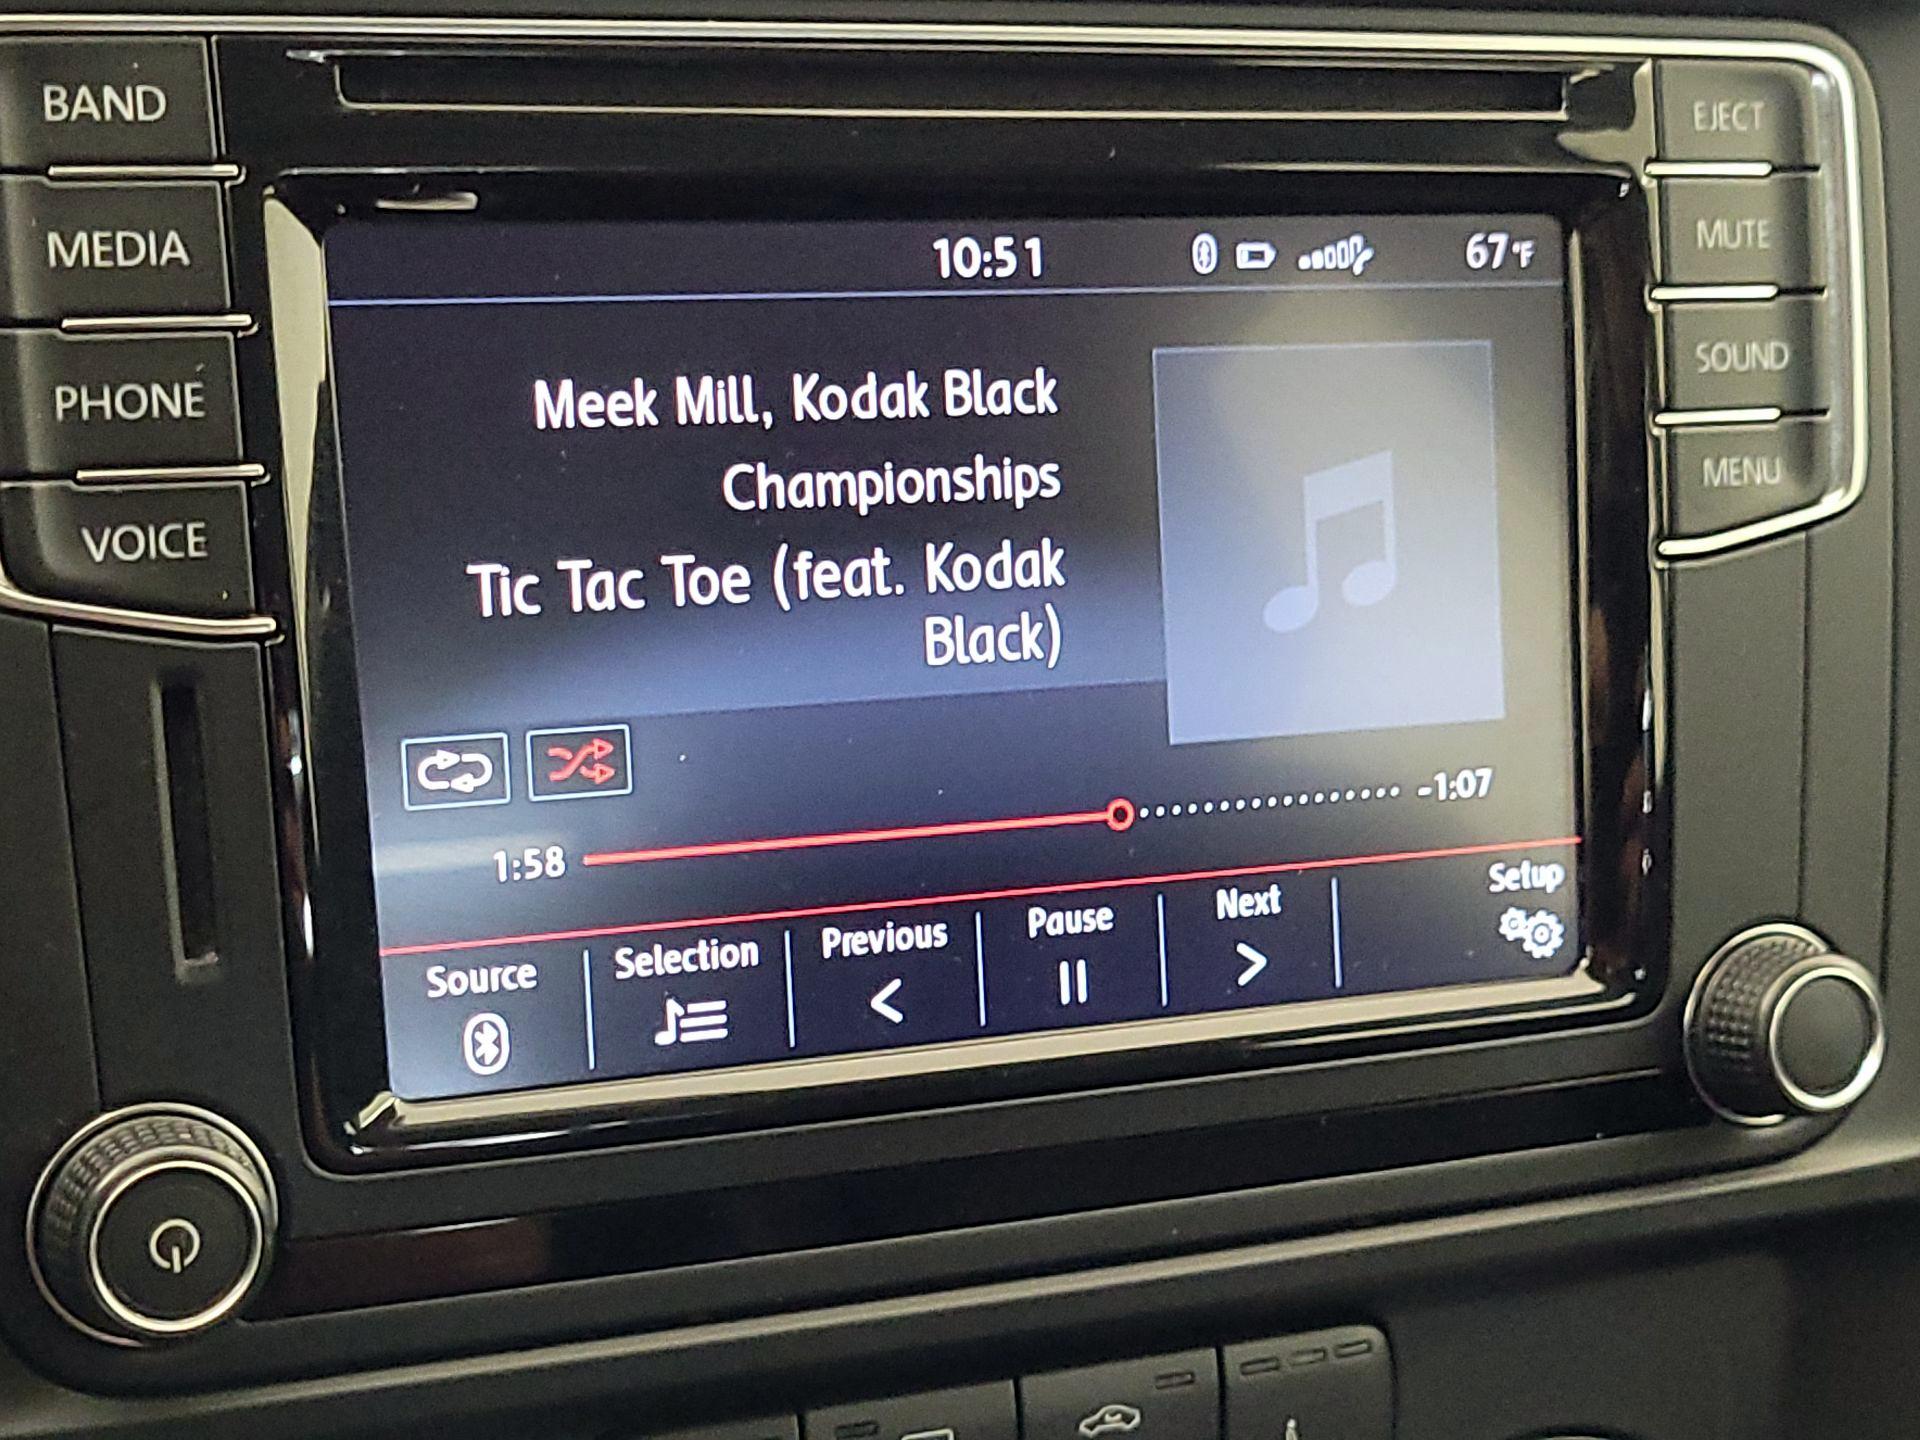 BAND
MEDIA
PHONE
VOICE
10:51
67°F
Meek Mill, Kodak Black
Championships
Tic Tac Toe (feat. Kodak
Black)
1:58
-1:07
Source
Selection
Previous
Pause
Next
Setup
EJECT
MUTE
SOUND
MENU